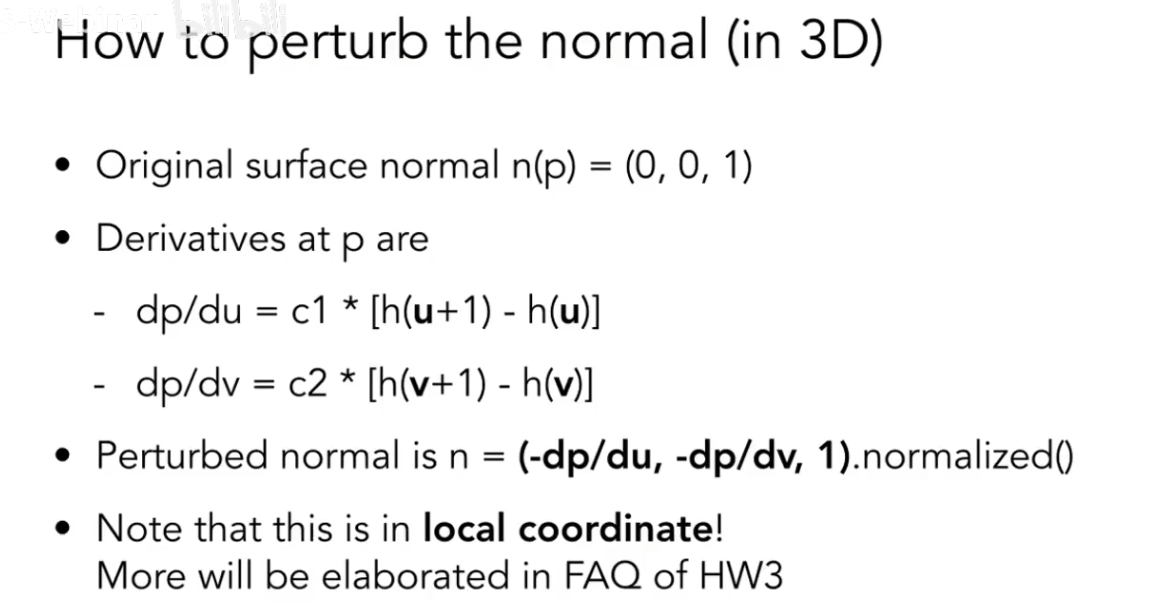 S-Webinar bilibili
How to perturb the normal (in 3D)
• Original surface normal n(p) = (0, 0, 1)
• Derivatives at p are
- dp/du = c1 * [h(u+1) - h(u)]
- dp/dv = c2 * [h(v+1) - h(v)]
• Perturbed normal is n = (-dp/du, -dp/dv, 1).normalized()
• Note that this is in local coordinate!
More will be elaborated in FAQ of HW3